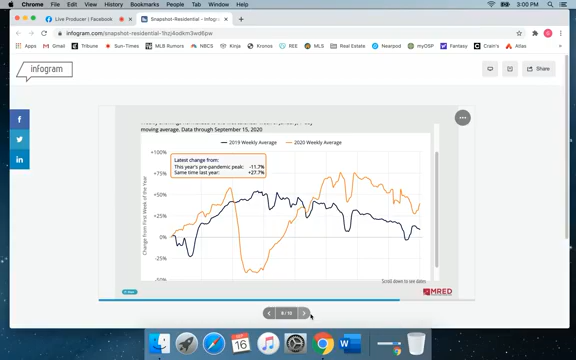 Chrome File Edit View History Bookmarks People Tab Window Help
3:00 PM
Live Producer | Facebook
Snapshot-Residential - Infogr
infogram.com/snapshot-residential-1hzj4odkm3wd6pw
Apps Gmail Tribune Sun-Times MLB Rumors NBCS Kinja Kronos REE MLS Real Estate Nearpod myOSP Fantasy Crain's Atlas
infogram
Share
moving average. Data through September 15, 2020
2019 Weekly Average 2020 Weekly Average
Latest change from:
This year's pre-pandemic peak: -11.7%
Same time last year: +27.7%
Change from First Week of the Year
+100%
+75%
+50%
+25%
0%
-25%
-50%
Scroll down to see dates
MRED
SEP
16
W